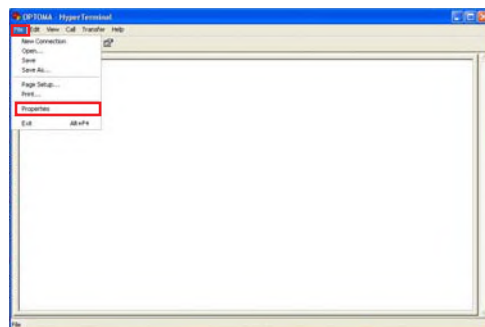 OPTOMA - HyperTerminal
File Edit View Call Transfer Help
New Connection
Open...
Save
Save As...
Page Setup...
Print...
Properties
Exit Alt+F4
File